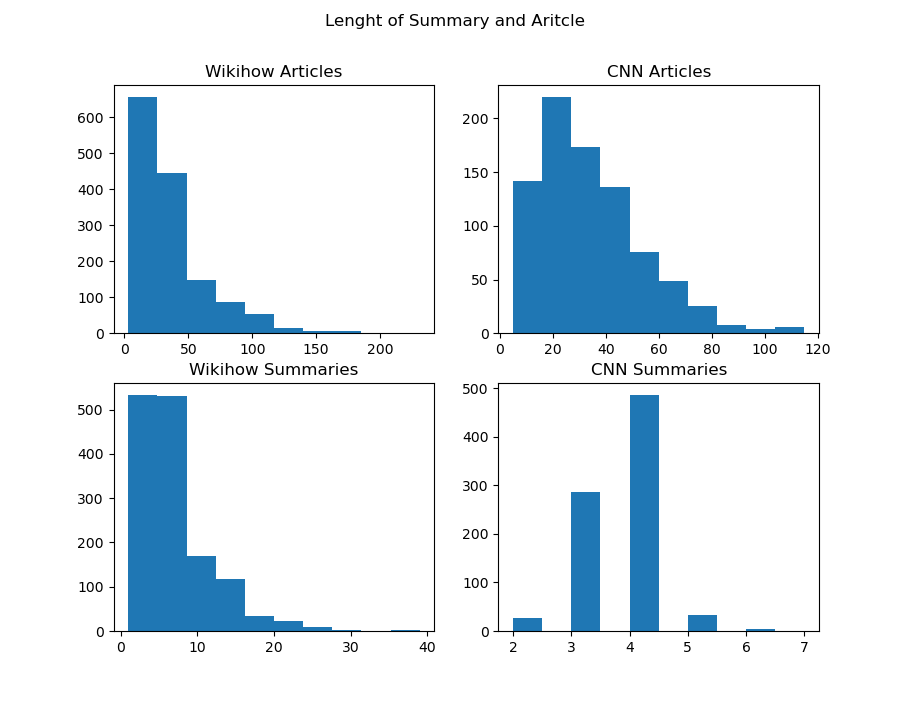 Lenght of Summary and Aritcle
Wikihow Articles
CNN Articles
600
500
400
300
200
100
0
0 50 100 150 200
200
150
100
50
0
0 20 40 60 80 100 120
Wikihow Summaries
CNN Summaries
500
400
300
200
100
0
0 10 20 30 40
500
400
300
200
100
0
2 3 4 5 6 7